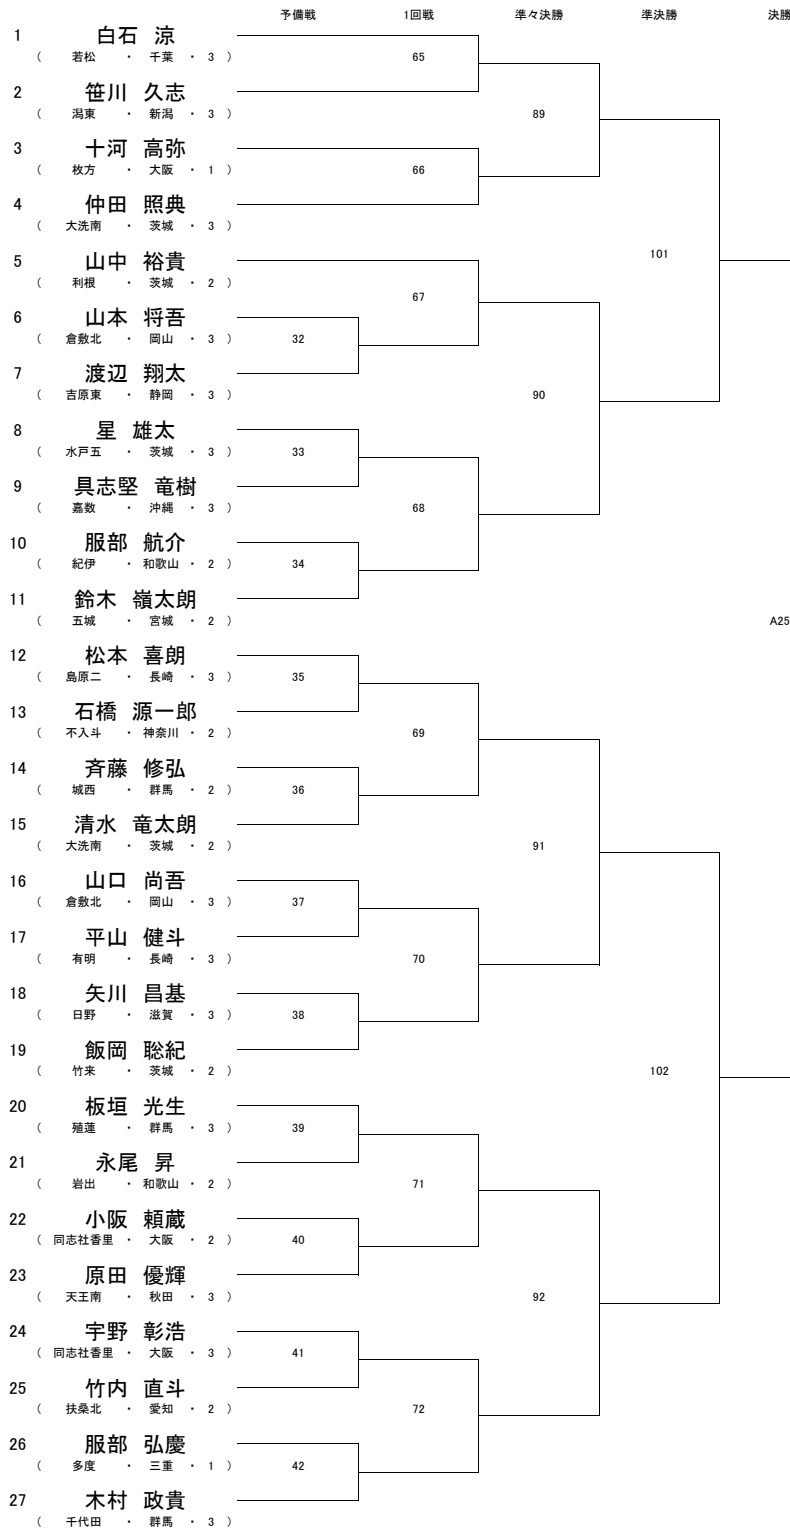 予備戦 1回戦 準々決勝 準決勝 決勝
1 白石 涼
( 若松 ・ 千葉 ・ 3 ) 65
2 笹川 久志
( 潟東 ・ 新潟 ・ 3 ) 89
3 十河 高弥
( 枚方 ・ 大阪 ・ 1 ) 66
4 仲田 照典
( 大洗南 ・ 茨城 ・ 3 )
101
5 山中 裕貴
( 利根 ・ 茨城 ・ 2 )
67
6 山本 将吾
( 倉敷北 ・ 岡山 ・ 3 ) 32
7 渡辺 翔太
( 吉原東 ・ 静岡 ・ 3 ) 90
8 星 雄太
( 水戸五 ・ 茨城 ・ 3 ) 33
9 具志堅 竜樹
( 嘉数 ・ 沖縄 ・ 3 ) 68
10 服部 航介
( 紀伊 ・ 和歌山 ・ 2 ) 34
11 鈴木 嶺太朗
( 五城 ・ 宮城 ・ 2 ) A25
12 松本 喜朗
( 島原二 ・ 長崎 ・ 3 ) 35
13 石橋 源一郎
( 不入斗 ・ 神奈川 ・ 2 ) 69
14 斉藤 修弘
( 城西 ・ 群馬 ・ 2 ) 36
15 清水 竜太朗
( 大洗南 ・ 茨城 ・ 2 ) 91
16 山口 尚吾
( 倉敷北 ・ 岡山 ・ 3 ) 37
17 平山 健斗
( 有明 ・ 長崎 ・ 3 ) 70
18 矢川 昌基
( 日野 ・ 滋賀 ・ 3 ) 38
19 飯岡 聡紀
( 竹来 ・ 茨城 ・ 2 ) 102
20 板垣 光生
( 殖蓮 ・ 群馬 ・ 3 ) 39
21 永尾 昇
( 岩出 ・ 和歌山 ・ 2 ) 71
22 小阪 頼蔵
( 同志社香里 ・ 大阪 ・ 2 ) 40
23 原田 優輝
( 天王南 ・ 秋田 ・ 3 ) 92
24 宇野 彰浩
( 同志社香里 ・ 大阪 ・ 3 ) 41
25 竹内 直斗
( 扶桑北 ・ 愛知 ・ 2 ) 72
26 服部 弘慶
( 多度 ・ 三重 ・ 1 ) 42
27 木村 政貴
( 千代田 ・ 群馬 ・ 3 )